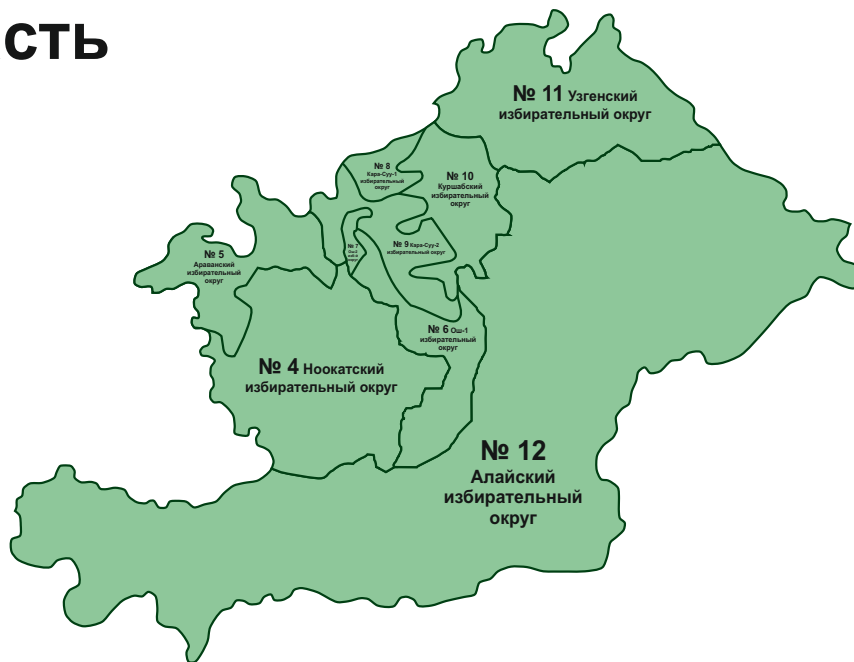 сть
№ 11 Узгенский
избирательный округ
№ 8
Кара-Суу-1
избирательный
округ
№ 10
Куршабский
избирательный
округ
№ 5
Араванский
избирательный
округ
№ 7
№ 9 Кара-Суу-2
избирательный округ
№ 6 Ош-1
избирательный
округ
№ 4 Ноокатский
избирательный округ
№ 12
Алайский
избирательный
округ